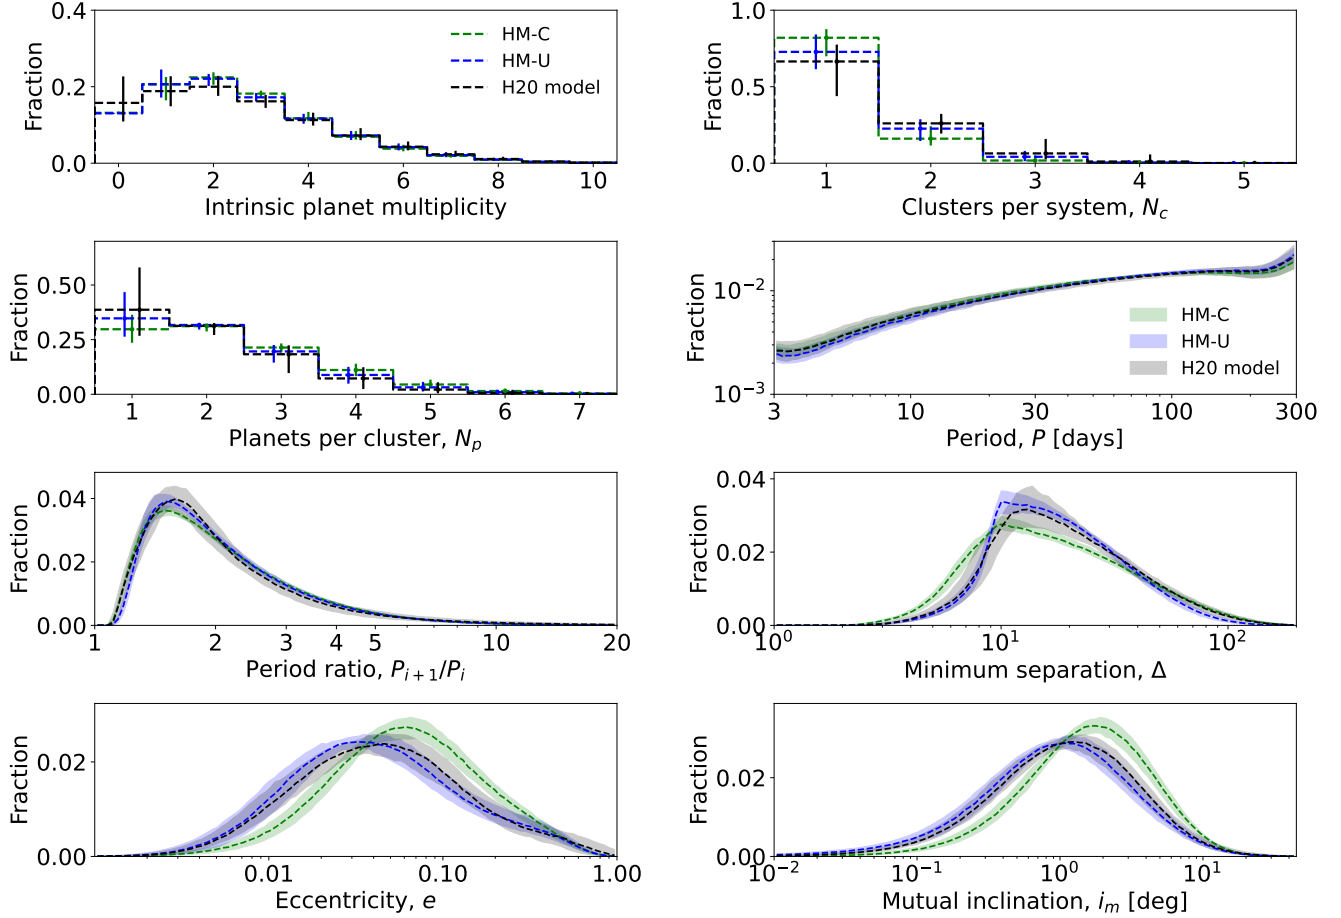 0.4
0.2
0.0
Fraction
0 2 4 6 8 10
Intrinsic planet multiplicity
HM-C
HM-U
H20 model
1.0
0.5
0.0
Fraction
1 2 3 4 5
Clusters per system, N_c
0.50
0.25
0.00
Fraction
1 2 3 4 5 6 7
Planets per cluster, N_p
10⁻²
10⁻³
Fraction
3 10 30 100 300
Period, P [days]
HM-C
HM-U
H20 model
0.04
0.02
0.00
Fraction
1 2 3 4 5 10 20
Period ratio, P_{i+1}/P_i
0.04
0.02
0.00
Fraction
10⁰ 10¹ 10²
Minimum separation, Δ
0.02
0.00
Fraction
0.01 0.10 1.00
Eccentricity, e
0.02
0.00
Fraction
10⁻² 10⁻¹ 10⁰ 10¹
Mutual inclination, i_m [deg]